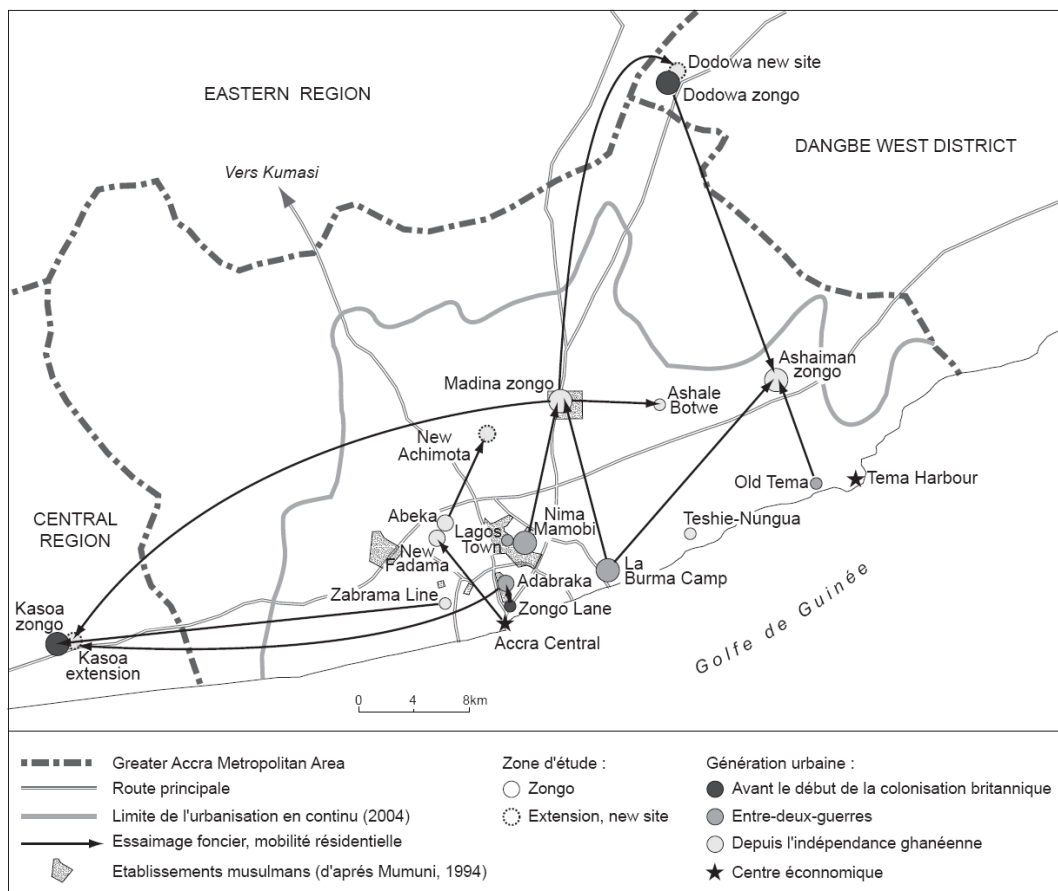 Dodowa new site
Dodowa zongo
EASTERN REGION
DANGBE WEST DISTRICT
Vers Kumasi
Ashaiman
zongo
Madina zongo
Ashale
Botwe
New
Achimota
Old Tema
Tema Harbour
CENTRAL
REGION
Abeka
Lagos
Town
Nima
Mamobi
Teshie-Nungua
New
Fadama
La
Burma Camp
Adabraka
Zabrama Line
Zongo Lane
Kasoa
zongo
Accra Central
Kasoa
extension
Golfe de Guinée
0 4 8km
Greater Accra Metropolitan Area
Route principale
Limite de l'urbanisation en continu (2004)
Essaimage foncier, mobilité résidentielle
Etablissements musulmans (d'aprés Mumuni, 1994)
Zone d'étude :
Zongo
Extension, new site
Génération urbaine :
Avant le début de la colonisation britannique
Entre-deux-guerres
Depuis l'indépendance ghanéenne
Centre éconnomique